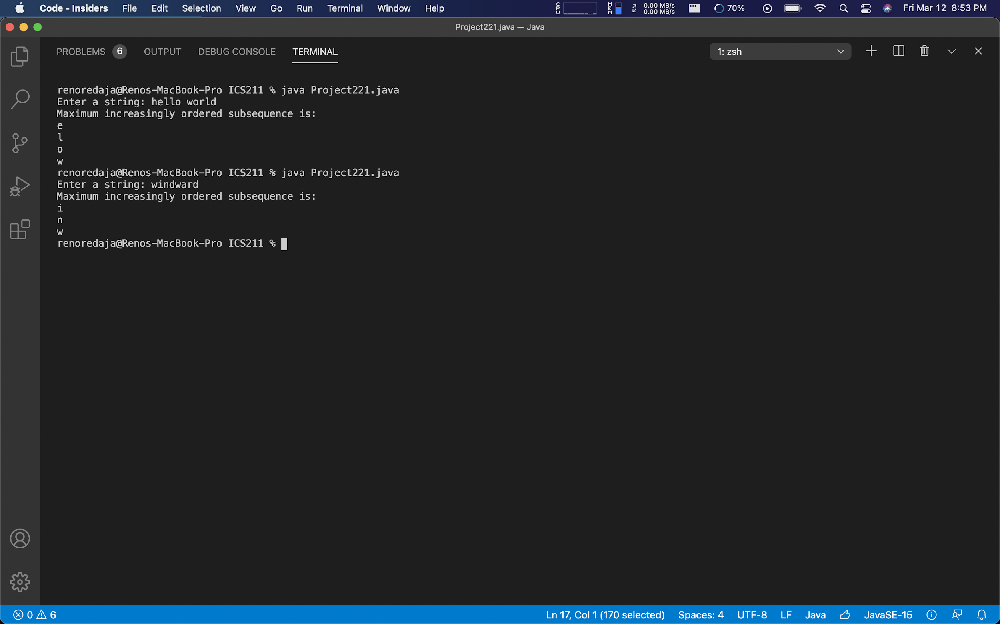 Code - Insiders File Edit Selection View Go Run Terminal Window Help CPU MEM 0.00 MB/s 0.00 MB/s 70% Fri Mar 12 8:53 PM
Project221.java — Java
PROBLEMS 6 OUTPUT DEBUG CONSOLE TERMINAL 1: zsh
renoredaja@Renos-MacBook-Pro ICS211 % java Project221.java
Enter a string: hello world
Maximum increasingly ordered subsequence is:
e
l
o
w
renoredaja@Renos-MacBook-Pro ICS211 % java Project221.java
Enter a string: windward
Maximum increasingly ordered subsequence is:
i
n
w
renoredaja@Renos-MacBook-Pro ICS211 %
0 6 Ln 17, Col 1 (170 selected) Spaces: 4 UTF-8 LF Java JavaSE-15